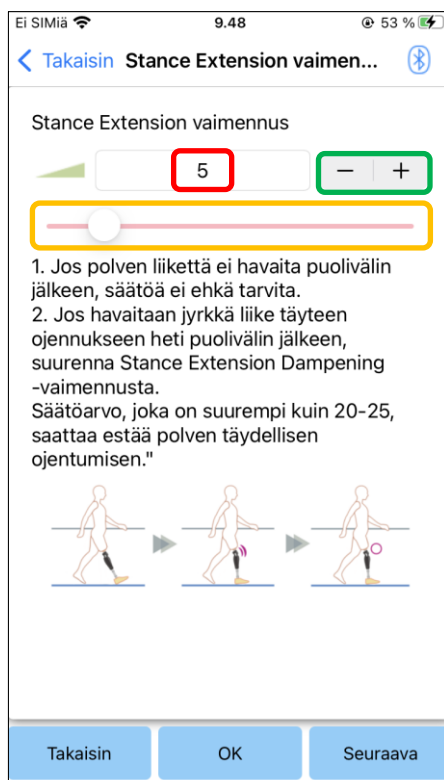 Ei SIMiä 9.48 53 %
Takaisin Stance Extension vaimen...
Stance Extension vaimennus
5 − +
1. Jos polven liikettä ei havaita puolivälin
jälkeen, säätöä ei ehkä tarvita.
2. Jos havaitaan jyrkkä liike täyteen
ojennukseen heti puolivälin jälkeen,
suurenna Stance Extension Dampening
-vaimennusta.
Säätöarvo, joka on suurempi kuin 20-25,
saattaa estää polven täydellisen
ojentumisen."
Takaisin OK Seuraava